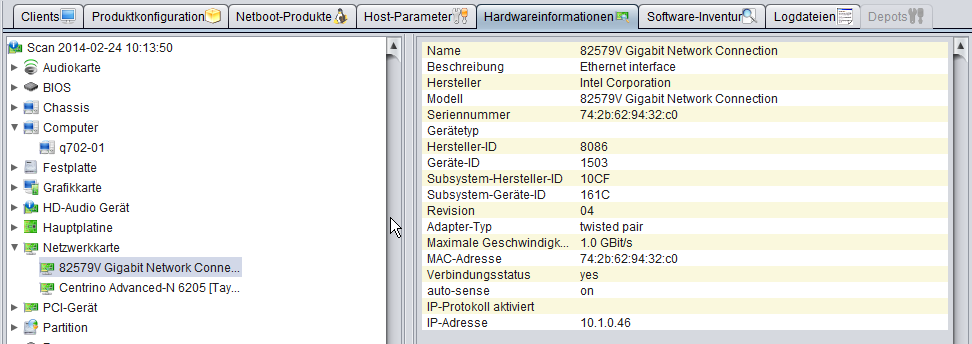 Clients Produktkonfiguration Netboot-Produkte Host-Parameter Hardwareinformationen Software-Inventur Logdateien Depots
Scan 2014-02-24 10:13:50
Audiokarte
BIOS
Chassis
Computer
q702-01
Festplatte
Grafikkarte
HD-Audio Gerät
Hauptplatine
Netzwerkkarte
82579V Gigabit Network Conne...
Centrino Advanced-N 6205 [Tay...
PCI-Gerät
Partition
Name 82579V Gigabit Network Connection
Beschreibung Ethernet interface
Hersteller Intel Corporation
Modell 82579V Gigabit Network Connection
Seriennummer 74:2b:62:94:32:c0
Gerätetyp
Hersteller-ID 8086
Geräte-ID 1503
Subsystem-Hersteller-ID 10CF
Subsystem-Geräte-ID 161C
Revision 04
Adapter-Typ twisted pair
Maximale Geschwindigk... 1.0 GBit/s
MAC-Adresse 74:2b:62:94:32:c0
Verbindungsstatus yes
auto-sense on
IP-Protokoll aktiviert
IP-Adresse 10.1.0.46